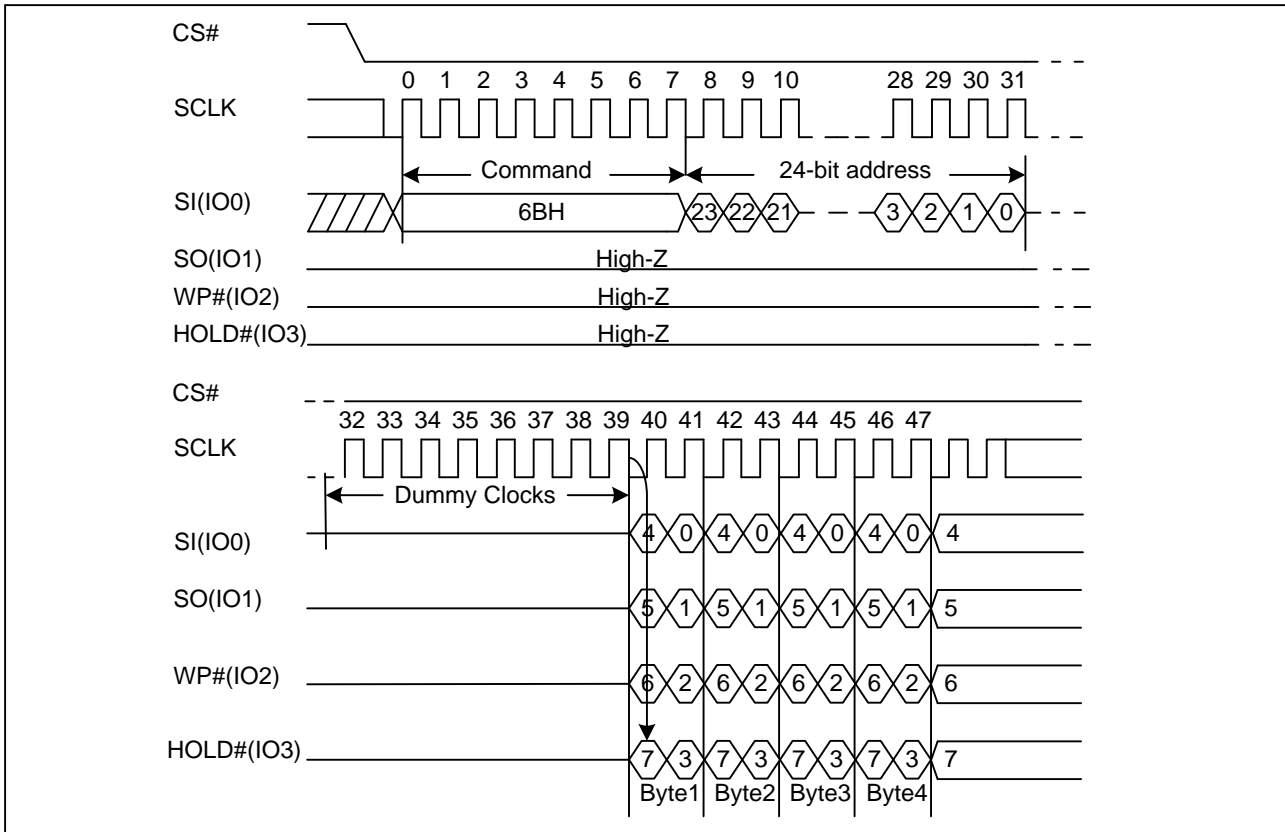 CS#
0 1 2 3 4 5 6 7 8 9 10 28 29 30 31
SCLK
Command 24-bit address
SI(IO0) 6BH 23 22 21 3 2 1 0
SO(IO1) High-Z
WP#(IO2) High-Z
HOLD#(IO3) High-Z
CS#
32 33 34 35 36 37 38 39 40 41 42 43 44 45 46 47
SCLK
Dummy Clocks
SI(IO0) 4 0 4 0 4 0 4 0 4
SO(IO1) 5 1 5 1 5 1 5 1 5
WP#(IO2) 6 2 6 2 6 2 6 2 6
HOLD#(IO3) 7 3 7 3 7 3 7 3 7
Byte1 Byte2 Byte3 Byte4